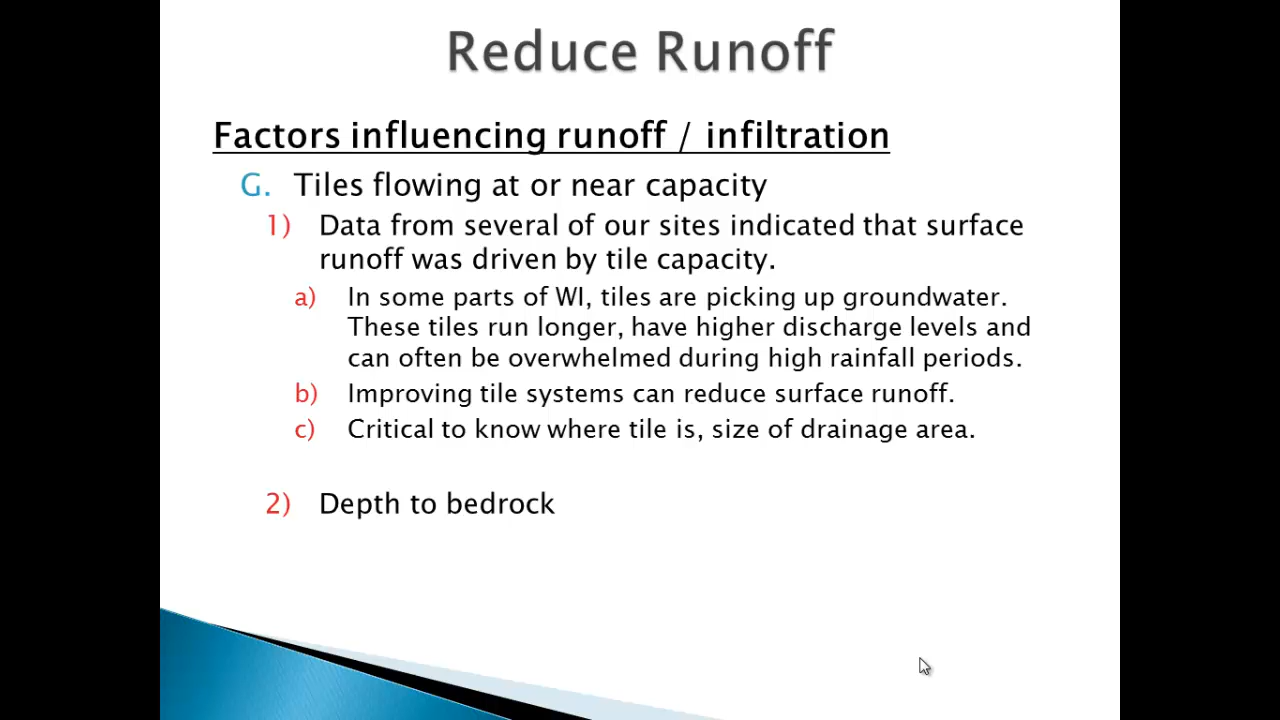 Reduce Runoff
Factors influencing runoff / infiltration
G. Tiles flowing at or near capacity
1) Data from several of our sites indicated that surface
runoff was driven by tile capacity.
a) In some parts of WI, tiles are picking up groundwater.
These tiles run longer, have higher discharge levels and
can often be overwhelmed during high rainfall periods.
b) Improving tile systems can reduce surface runoff.
c) Critical to know where tile is, size of drainage area.
2) Depth to bedrock